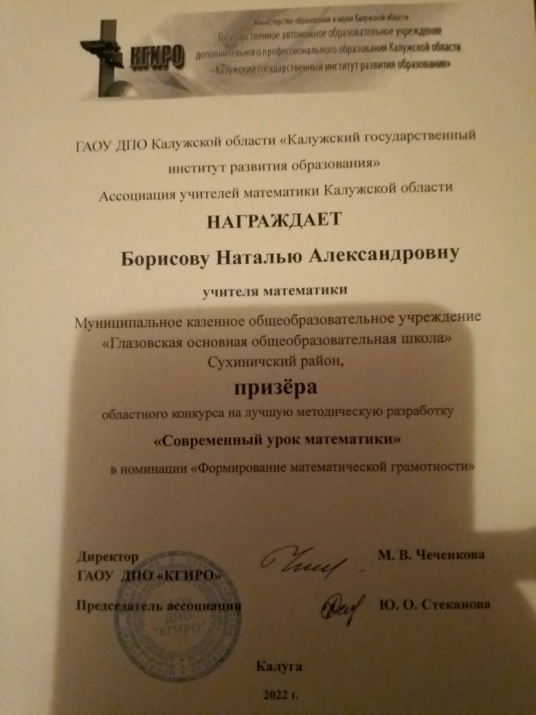 Министерство образования и науки Калужской области
Государственное автономное образовательное учреждение
дополнительного профессионального образования Калужской области
«Калужский государственный институт развития образования»
КГИРО
ГАОУ ДПО Калужской области «Калужский государственный
институт развития образования»
Ассоциация учителей математики Калужской области
НАГРАЖДАЕТ
Борисову Наталью Александровну
учителя математики
Муниципальное казенное общеобразовательное учреждение
«Глазовская основная общеобразовательная школа»
Сухиничский район,
призёра
областного конкурса на лучшую методическую разработку
«Современный урок математики»
в номинации «Формирование математической грамотности»
Директор
ГАОУ ДПО «КГИРО»
М. В. Чеченкова
Председатель ассоциации
Ю. О. Стеканова
ДПО
"КГИРО"
Калуга
2022 г.